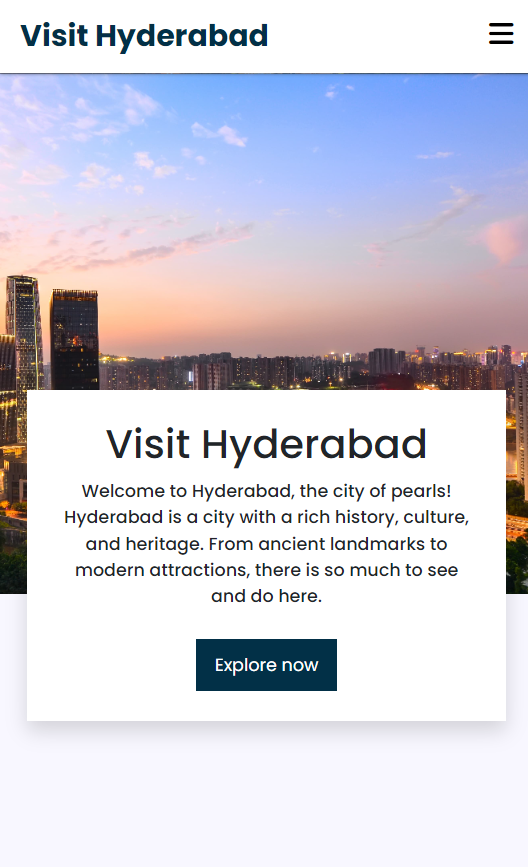 Visit Hyderabad
Visit Hyderabad
Welcome to Hyderabad, the city of pearls!
Hyderabad is a city with a rich history, culture,
and heritage. From ancient landmarks to
modern attractions, there is so much to see
and do here.
Explore now